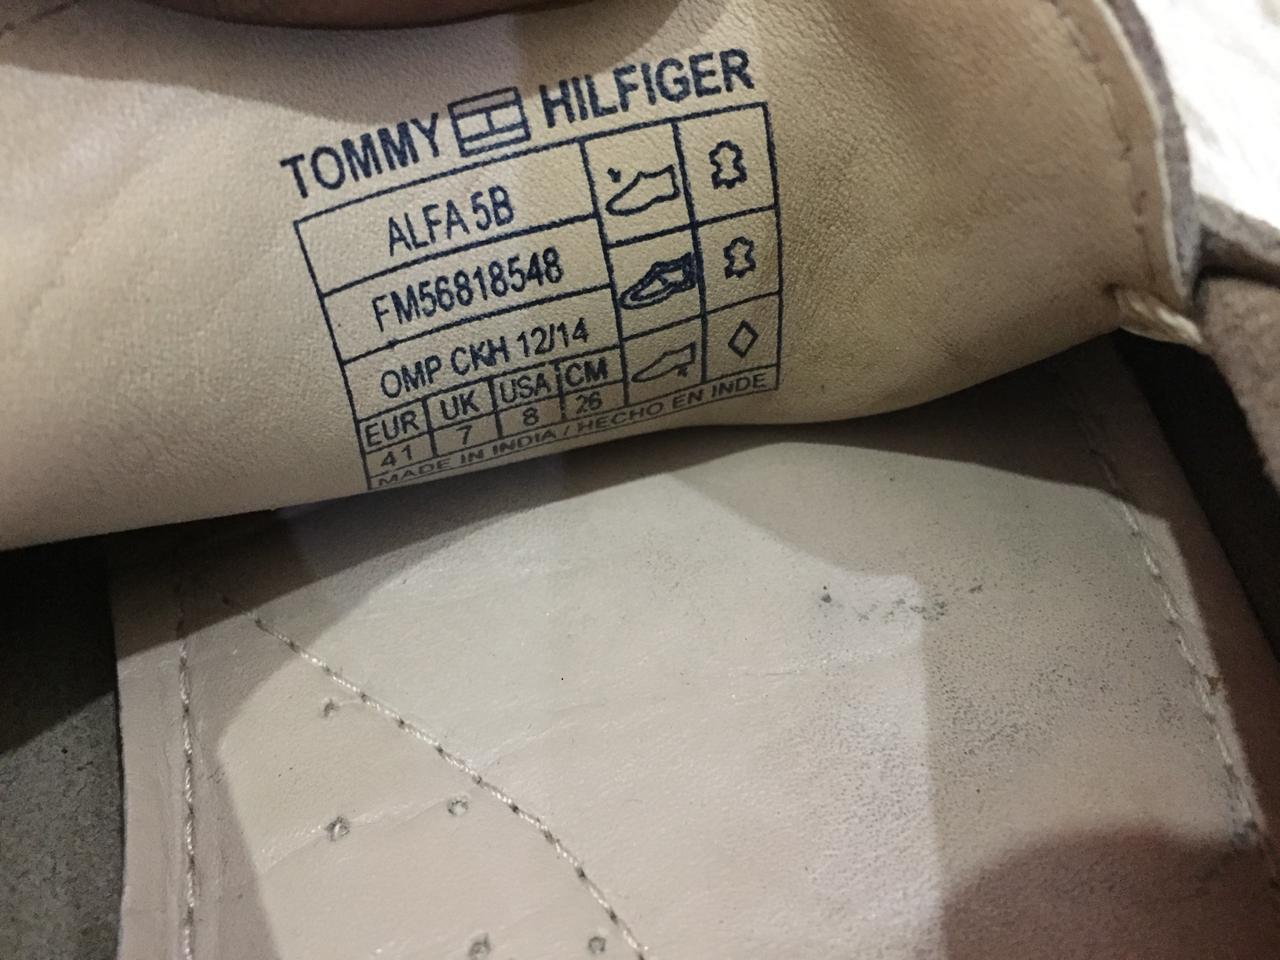 TOMMY HILFIGER
ALFA 5B
FM56818548
OMP CKH 12/14
EUR UK USA CM
41 7 8 26
MADE IN INDIA / HECHO EN INDE